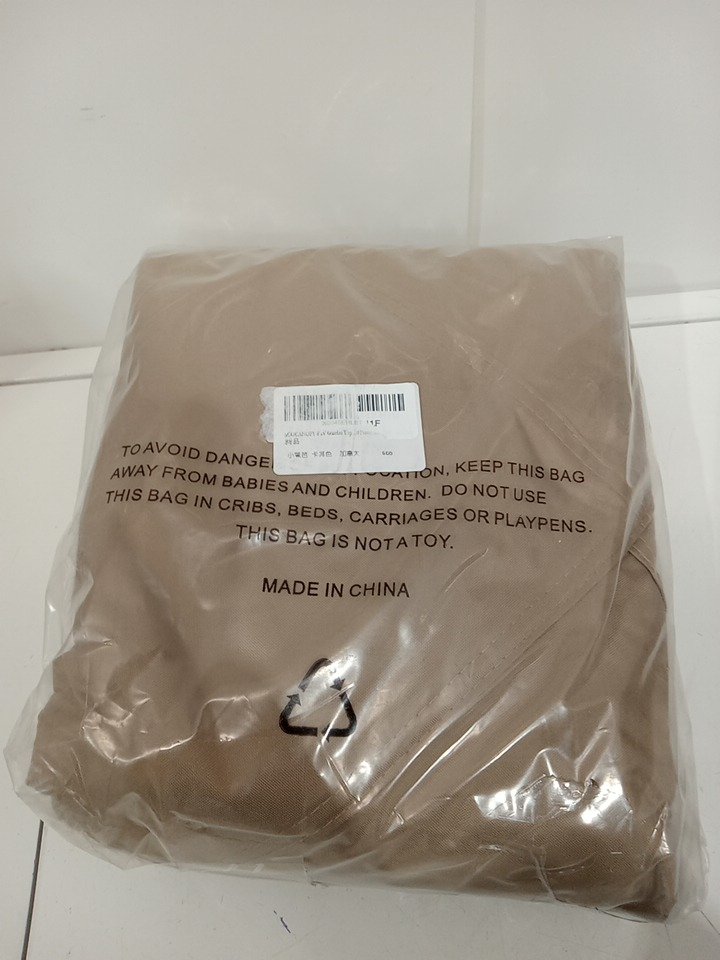 TO AVOID DANGE OCATION, KEEP THIS BAG
AWAY FROM BABIES AND CHILDREN. DO NOT USE
THIS BAG IN CRIBS, BEDS, CARRIAGES OR PLAYPENS.
THIS BAG IS NOT A TOY.
MADE IN CHINA